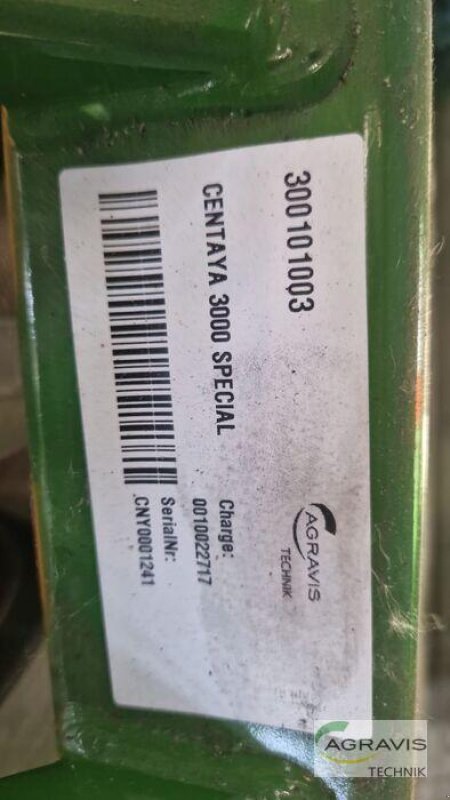 300101003
AGRAVIS
TECHNIK
CENTAYA 3000 SPECIAL
Charge:
0010022717
SerialNr:
CNY0001241
AGRAVIS
TECHNIK